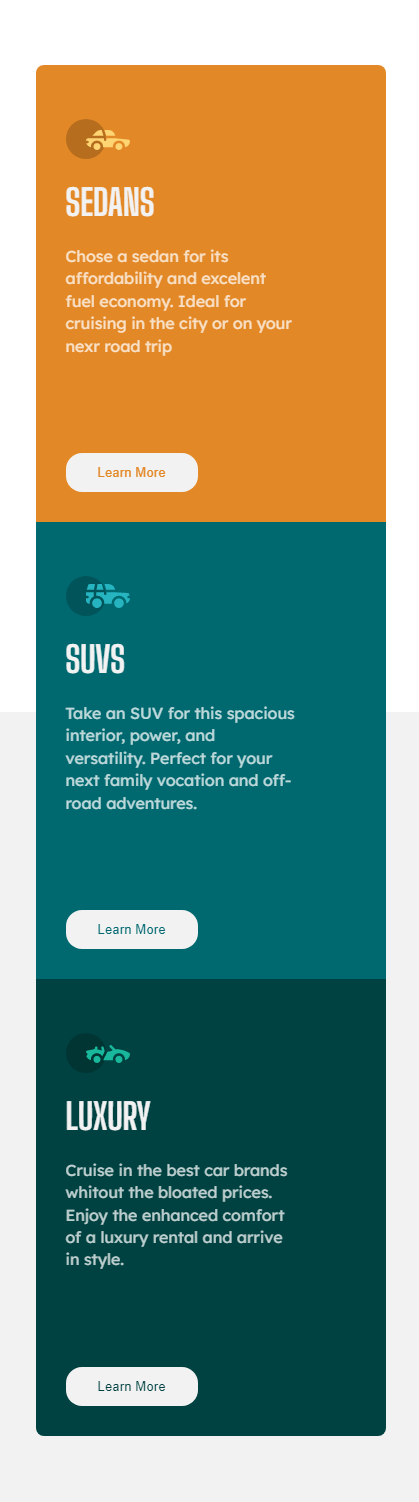 SEDANS
Chose a sedan for its
affordability and excelent
fuel economy. Ideal for
cruising in the city or on your
nexr road trip
Learn More
SUVS
Take an SUV for this spacious
interior, power, and
versatility. Perfect for your
next family vocation and off-
road adventures.
Learn More
LUXURY
Cruise in the best car brands
whitout the bloated prices.
Enjoy the enhanced comfort
of a luxury rental and arrive
in style.
Learn More